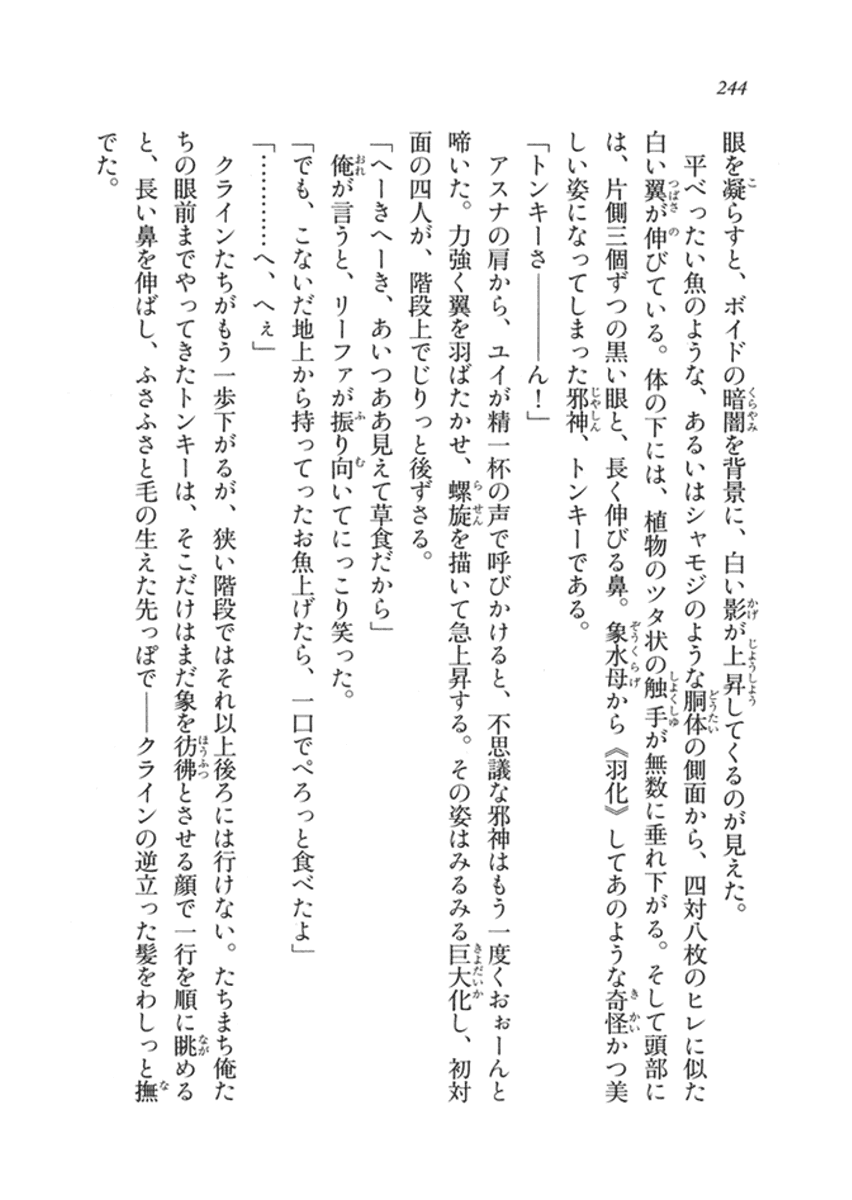 244
眼を凝らすと、ボイドの暗闇を背景に、白い影が上昇してくるのが見えた。
　平べったい魚のような、あるいはシャモジのような胴体の側面から、四対八枚のヒレに似た
白い翼が伸びている。体の下には、植物のツタ状の触手が無数に垂れ下がる。そして頭部に
は、片側三個ずつの黒い眼と、長く伸びる鼻。象水母から《羽化》してあのような奇怪かつ美
しい姿になってしまった邪神、トンキーである。
「トンキーさ————ん！」
　アスナの肩から、ユイが精一杯の声で呼びかけると、不思議な邪神はもう一度くおぉーんと
啼いた。力強く翼を羽ばたかせ、螺旋を描いて急上昇する。その姿はみるみる巨大化し、初対
面の四人が、階段上でじりっと後ずさる。
「へーきへーき、あいつああ見えて草食だから」
　俺が言うと、リーファが振り向いてにっこり笑った。
「でも、こないだ地上から持ってったお魚上げたら、一口でぺろっと食べたよ」
「…………へ、へぇ」
　クラインたちがもう一歩下がるが、狭い階段ではそれ以上後ろには行けない。たちまち俺た
ちの眼前までやってきたトンキーは、そこだけはまだ象を彷彿とさせる顔で一行を順に眺める
と、長い鼻を伸ばし、ふさふさと毛の生えた先っぽで——クラインの逆立った髪をわしっと撫
でた。